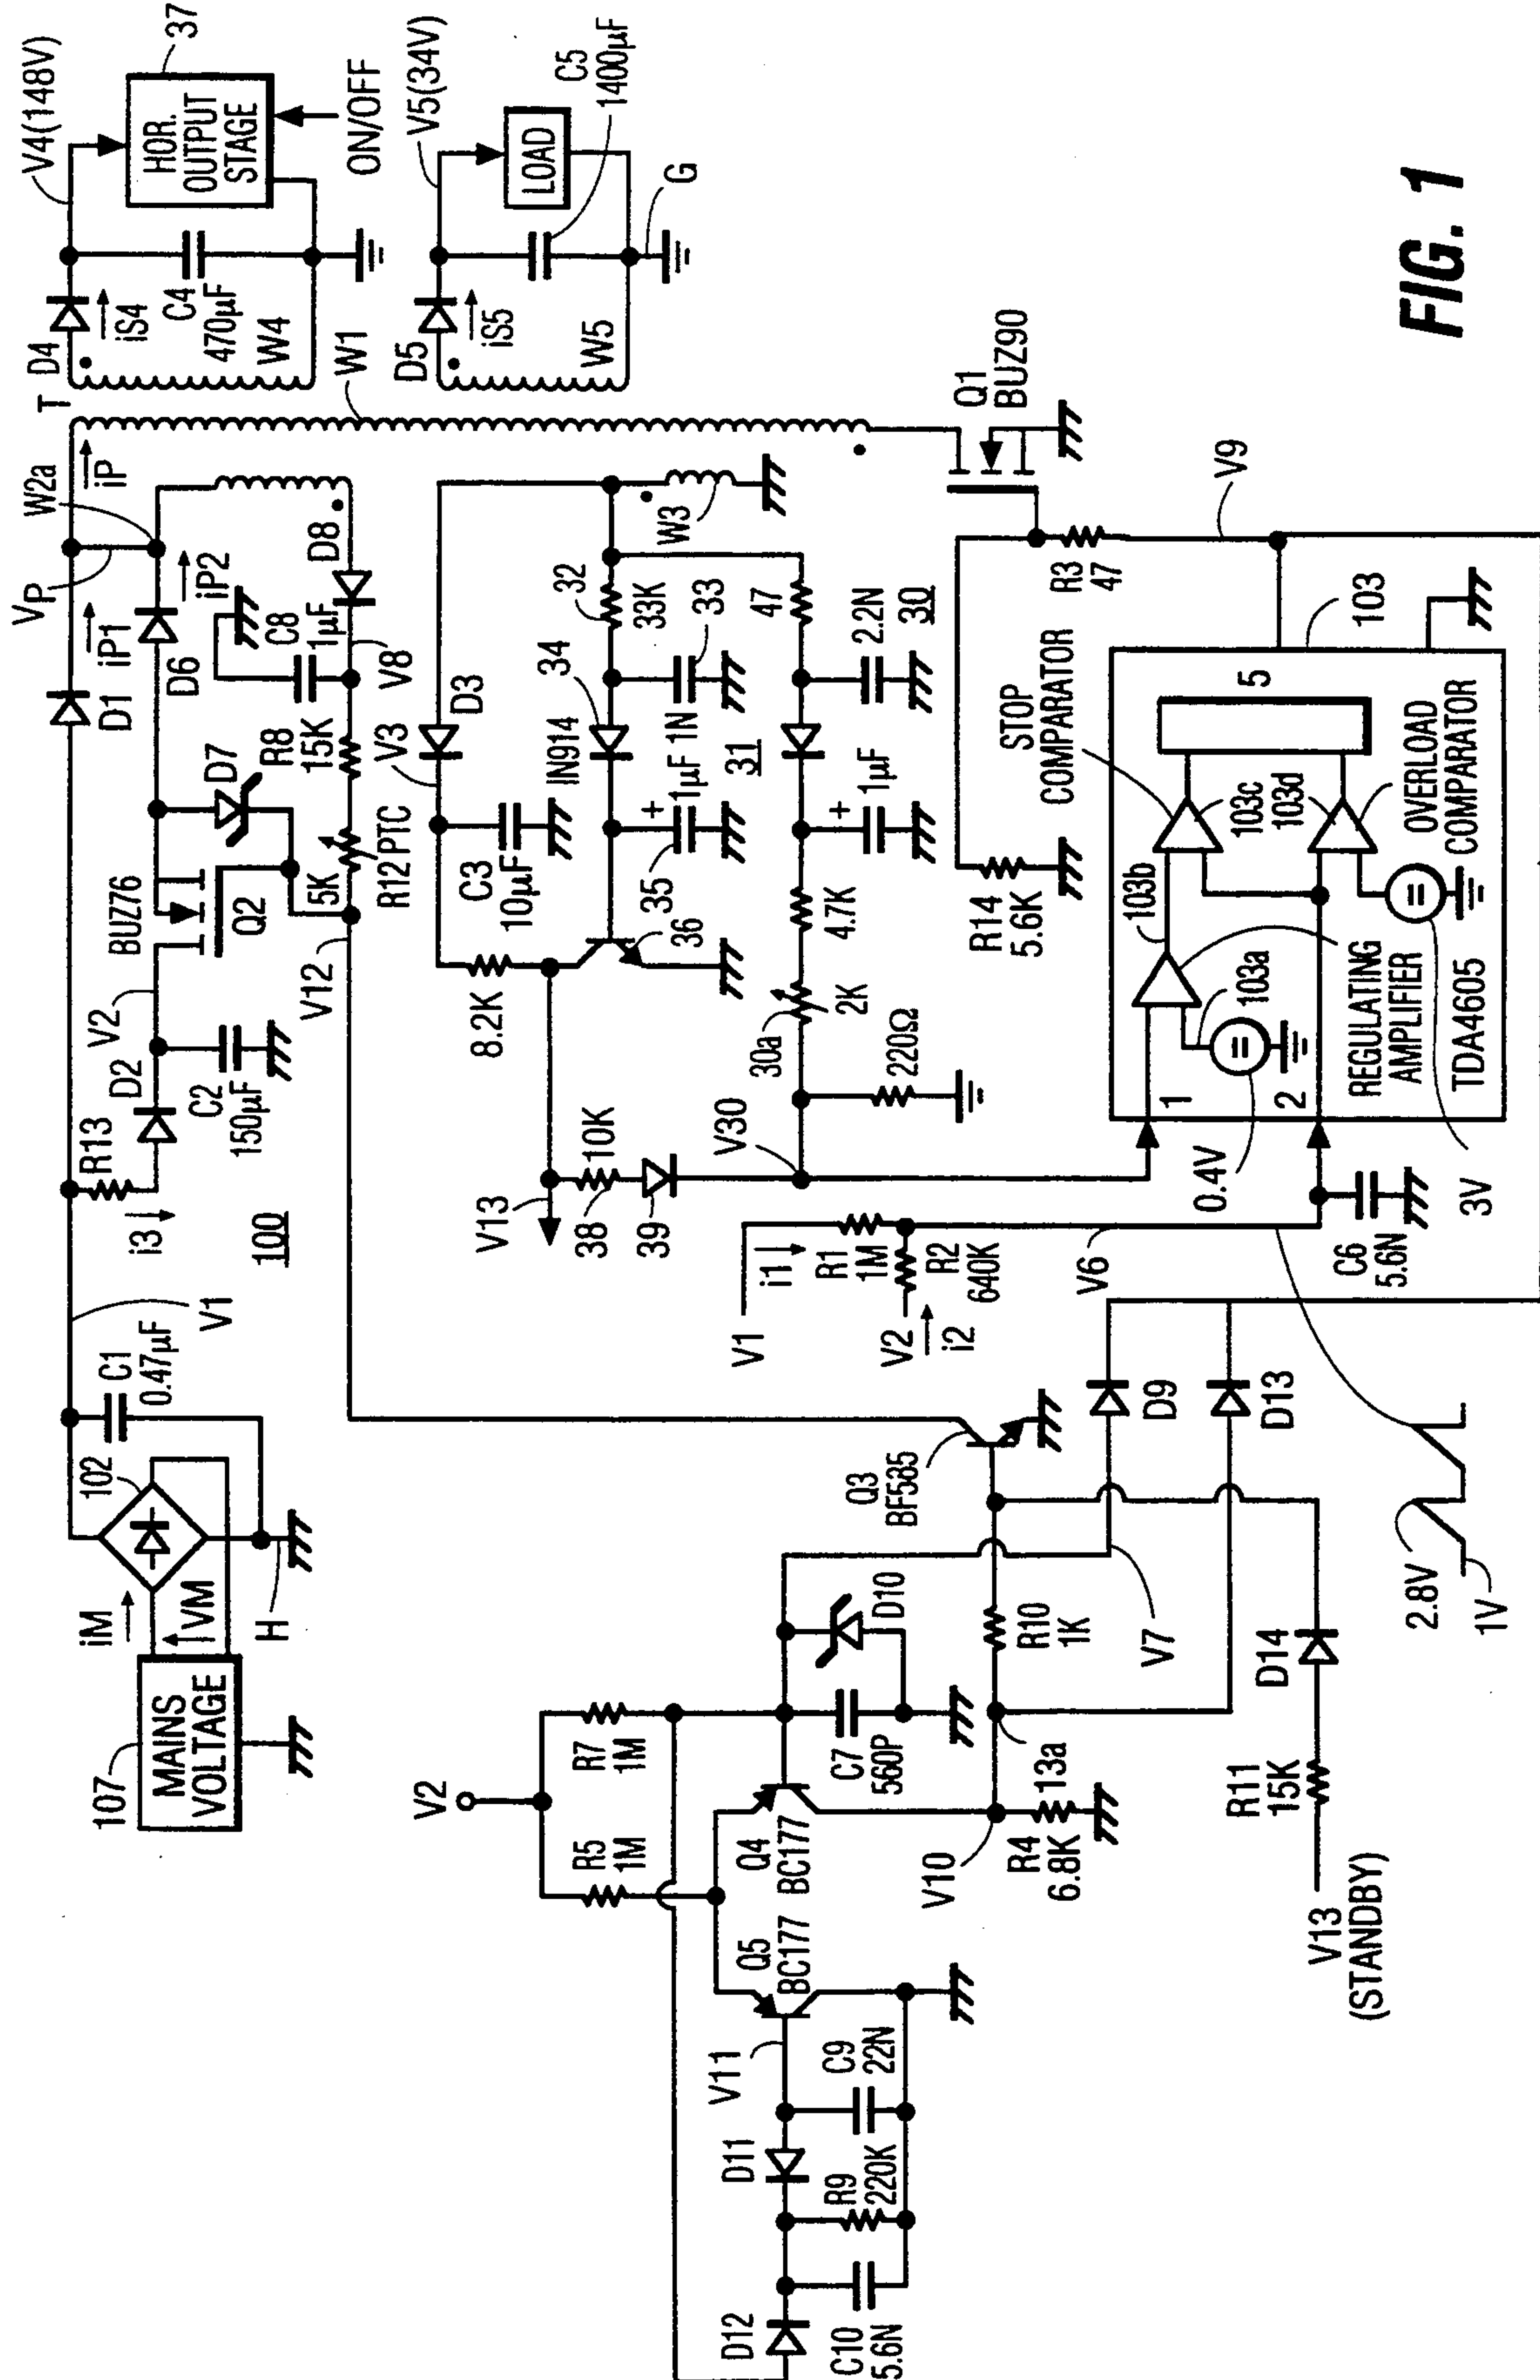 107
MAINS
VOLTAGE
iM
VM
H
102
C1
0.47µF
V1
100
i3
R13
D2
V2
C2
150µF
BUZ76
Q2
D7
D1
D6
iP1
iP2
VP
W2a
iP
T
C8
1µF
D8
V8
R8
15K
5K
R12 PTC
V12
W1
D4
iS4
C4
470µF
W4
V4(148V)
HOR.
OUTPUT
STAGE
37
ON/OFF
D5
iS5
W5
V5(34V)
LOAD
C5
1400µF
G
V3
D3
C3
10µF
8.2K
36
35
1µF
IN914
34
32
33K
33
1N
31
W3
47
2.2N
30
1µF
4.7K
30a
2K
220Ω
V30
V13
38
10K
39
Q1
BUZ90
R3
47
V9
R14
5.6K
STOP
COMPARATOR
103
5
103c
103d
103b
103a
OVERLOAD
COMPARATOR
REGULATING
AMPLIFIER
TDA4605
1
2
0.4V
3V
V1
i1
R1
1M
V2
i2
R2
640K
V6
C6
5.6N
2.8V
1V
Q3
BF585
D9
D13
V7
V2
R5
1M
R7
1M
Q5
BC177
Q4
BC177
C7
560P
D10
R10
1K
13a
V10
R4
6.8K
D14
R11
15K
V13
(STANDBY)
V11
D11
C9
22N
R9
220K
D12
C10
5.6N
FIG. 1